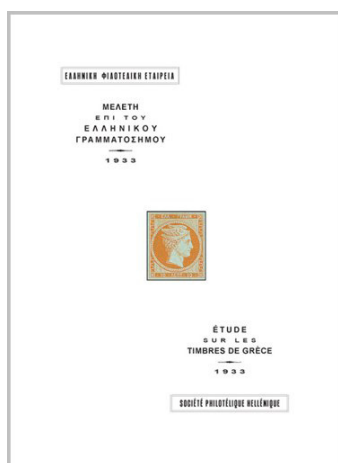 ΕΛΛΗΝΙΚΗ ΦΙΛΟΤΕΛΙΚΗ ΕΤΑΙΡΕΙΑ
ΜΕΛΕΤΗ
ΕΠΙ ΤΟΥ
ΕΛΛΗΝΙΚΟΥ
ΓΡΑΜΜΑΤΟΣΗΜΟΥ
1933
ÉTUDE
SUR LES
TIMBRES DE GRÈCE
1933
SOCIÉTÉ PHILOTÉLIQUE HELLÉNIQUE